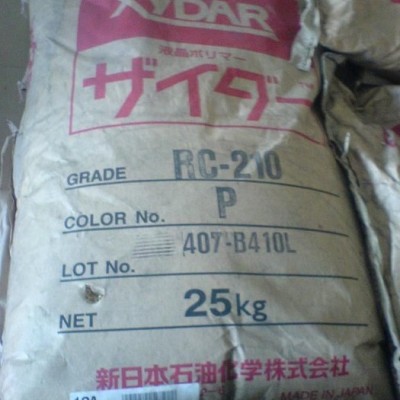 XYDAR
液晶ポリマー
ザイダー
GRADE RC-210
COLOR No. P
407-B410L
LOT No.
NET 25kg
新日本石油化学株式会社
MADE IN JAPAN